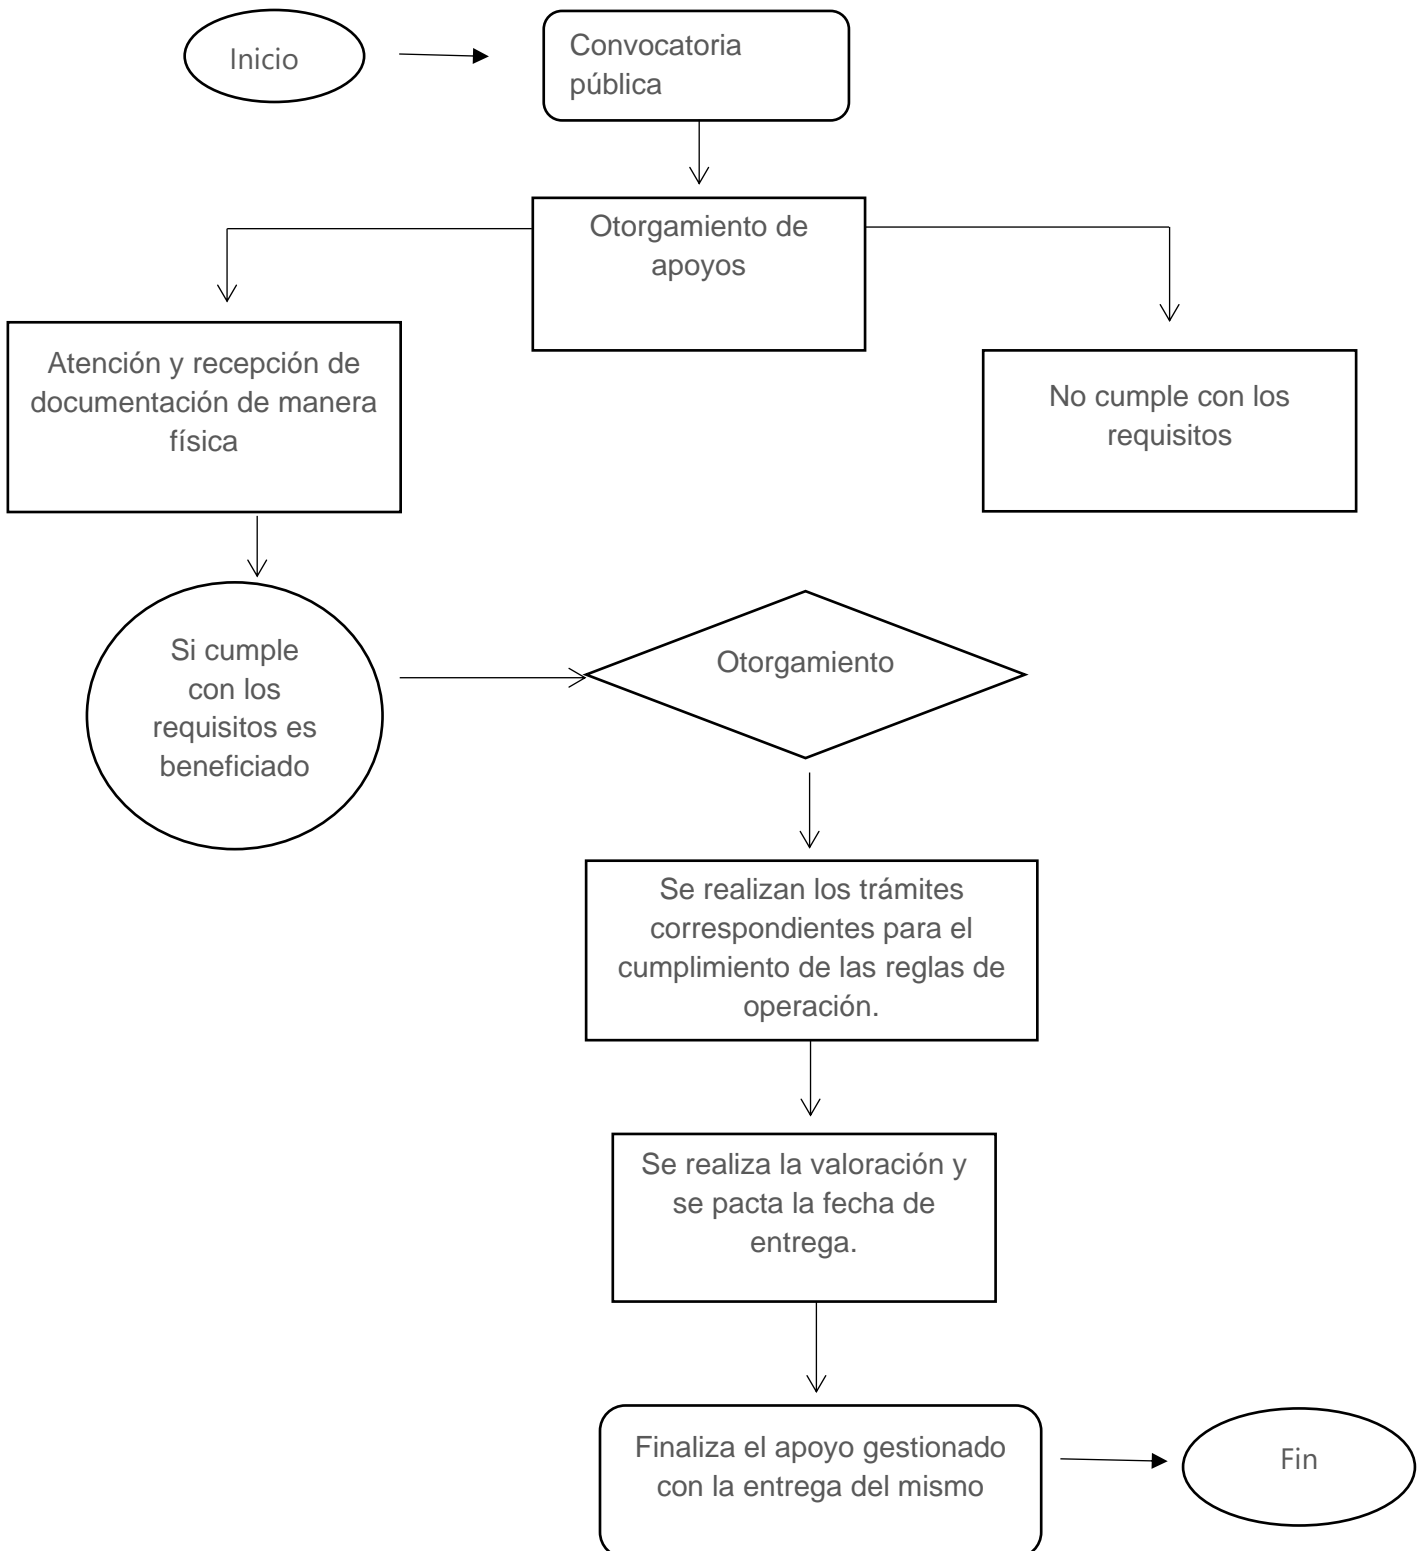 Inicio
Convocatoria
pública
Otorgamiento de
apoyos
Atención y recepción de
documentación de manera
física
No cumple con los
requisitos
Si cumple
con los
requisitos es
beneficiado
Otorgamiento
Se realizan los trámites
correspondientes para el
cumplimiento de las reglas de
operación.
Se realiza la valoración y
se pacta la fecha de
entrega.
Finaliza el apoyo gestionado
con la entrega del mismo
Fin